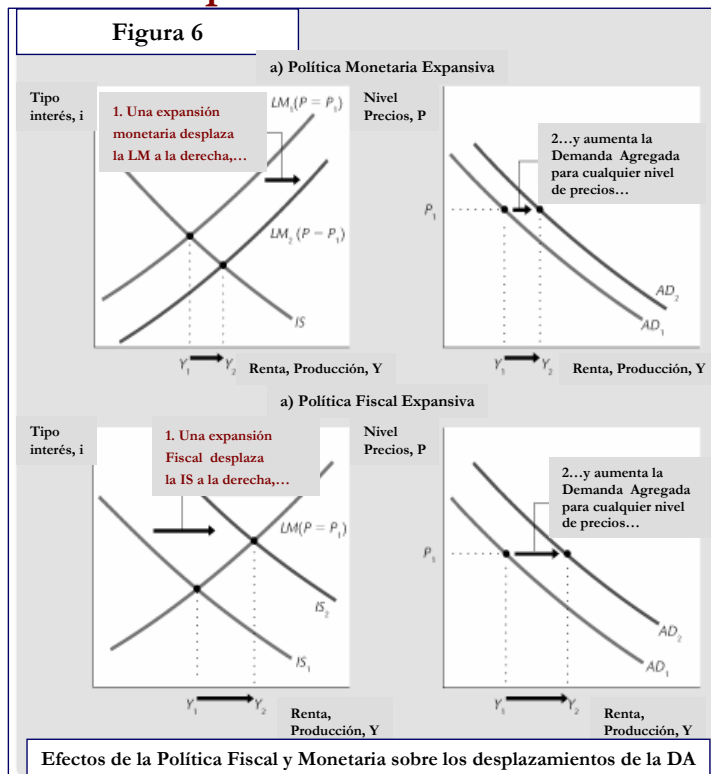 Figura 6
a) Política Monetaria Expansiva
Tipo
interés, i
1. Una expansión
monetaria desplaza
la LM a la derecha,…
LM₁(P = P₁)
LM₂ (P = P₁)
IS
Y₁
Y₂
Renta, Producción, Y
Nivel
Precios, P
2…y aumenta la
Demanda Agregada
para cualquier nivel
de precios…
P₁
AD₂
AD₁
Y₁
Y₂
Renta, Producción, Y
a) Política Fiscal Expansiva
Tipo
interés, i
1. Una expansión
Fiscal desplaza
la IS a la derecha,…
LM(P = P₁)
IS₂
IS₁
Y₁
Y₂
Renta,
Producción, Y
Nivel
Precios, P
2…y aumenta la
Demanda Agregada
para cualquier nivel
de precios…
P₁
AD₂
AD₁
Y₁
Y₂
Renta,
Producción, Y
Efectos de la Política Fiscal y Monetaria sobre los desplazamientos de la DA